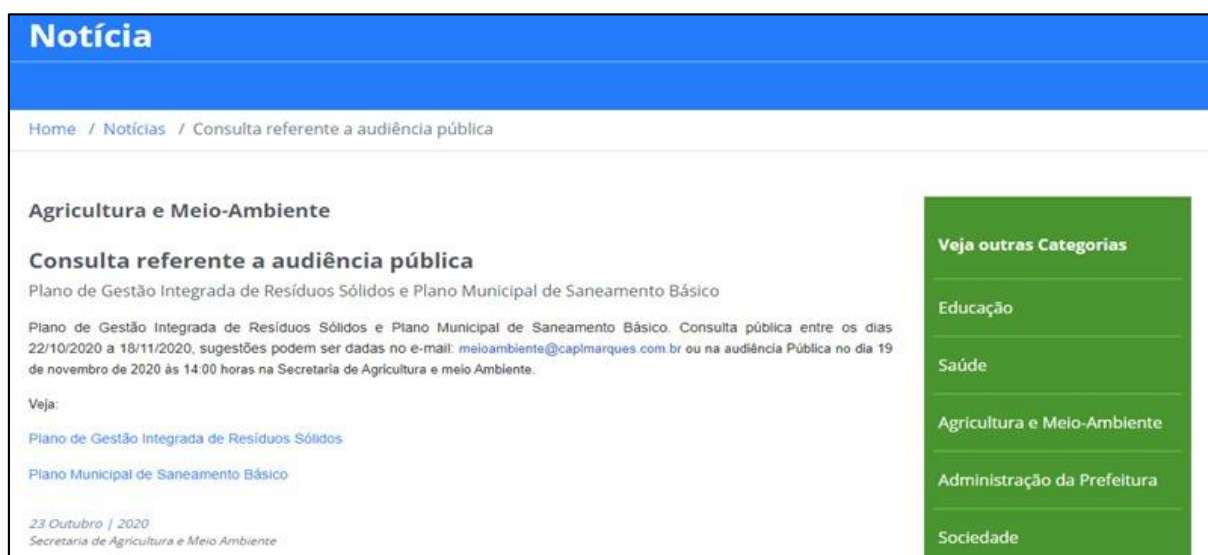 Notícia
Home / Notícias / Consulta referente a audiência pública
Agricultura e Meio-Ambiente
Consulta referente a audiência pública
Plano de Gestão Integrada de Resíduos Sólidos e Plano Municipal de Saneamento Básico
Plano de Gestão Integrada de Resíduos Sólidos e Plano Municipal de Saneamento Básico. Consulta pública entre os dias
22/10/2020 a 18/11/2020, sugestões podem ser dadas no e-mail: meioambiente@caplmarques.com.br ou na audiência Pública no dia 19
de novembro de 2020 às 14:00 horas na Secretaria de Agricultura e meio Ambiente.
Veja:
Plano de Gestão Integrada de Resíduos Sólidos
Plano Municipal de Saneamento Básico
23 Outubro | 2020
Secretaria de Agricultura e Meio Ambiente
Veja outras Categorias
Educação
Saúde
Agricultura e Meio-Ambiente
Administração da Prefeitura
Sociedade